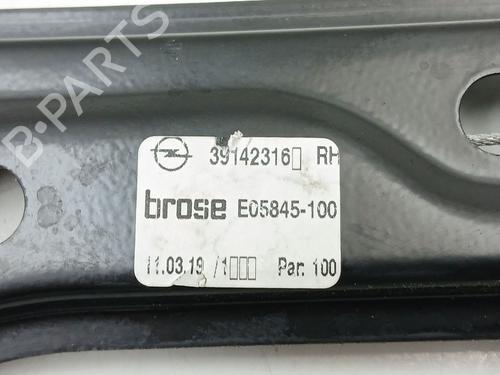 B-PARTS
39142316▯ RH
brose E05845-100
11.03.19 /1▯▯▯ Par. 100